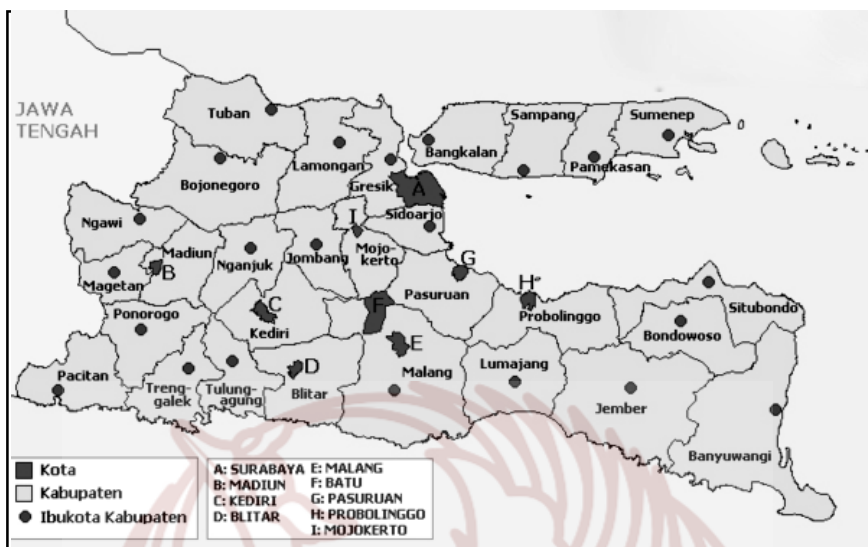 JAWA
TENGAH
Tuban
Sampang
Sumenep
Lamongan
Bangkalan
Pamekasan
Bojonegoro
Gresik
A
Ngawi
I
Sidoarjo
Madiun
B
Nganjuk
Jombang
Mojo-
kerto
G
Magetan
Pasuruan
H
Situbondo
Ponorogo
C
F
Probolinggo
Kediri
Bondowoso
E
Pacitan
D
Malang
Lumajang
Treng-
galek
Tulung-
agung
Blitar
Jember
Banyuwangi
Kota
Kabupaten
Ibukota Kabupaten
A: SURABAYA
B: MADIUN
C: KEDIRI
D: BLITAR
E: MALANG
F: BATU
G: PASURUAN
H: PROBOLINGGO
I: MOJOKERTO